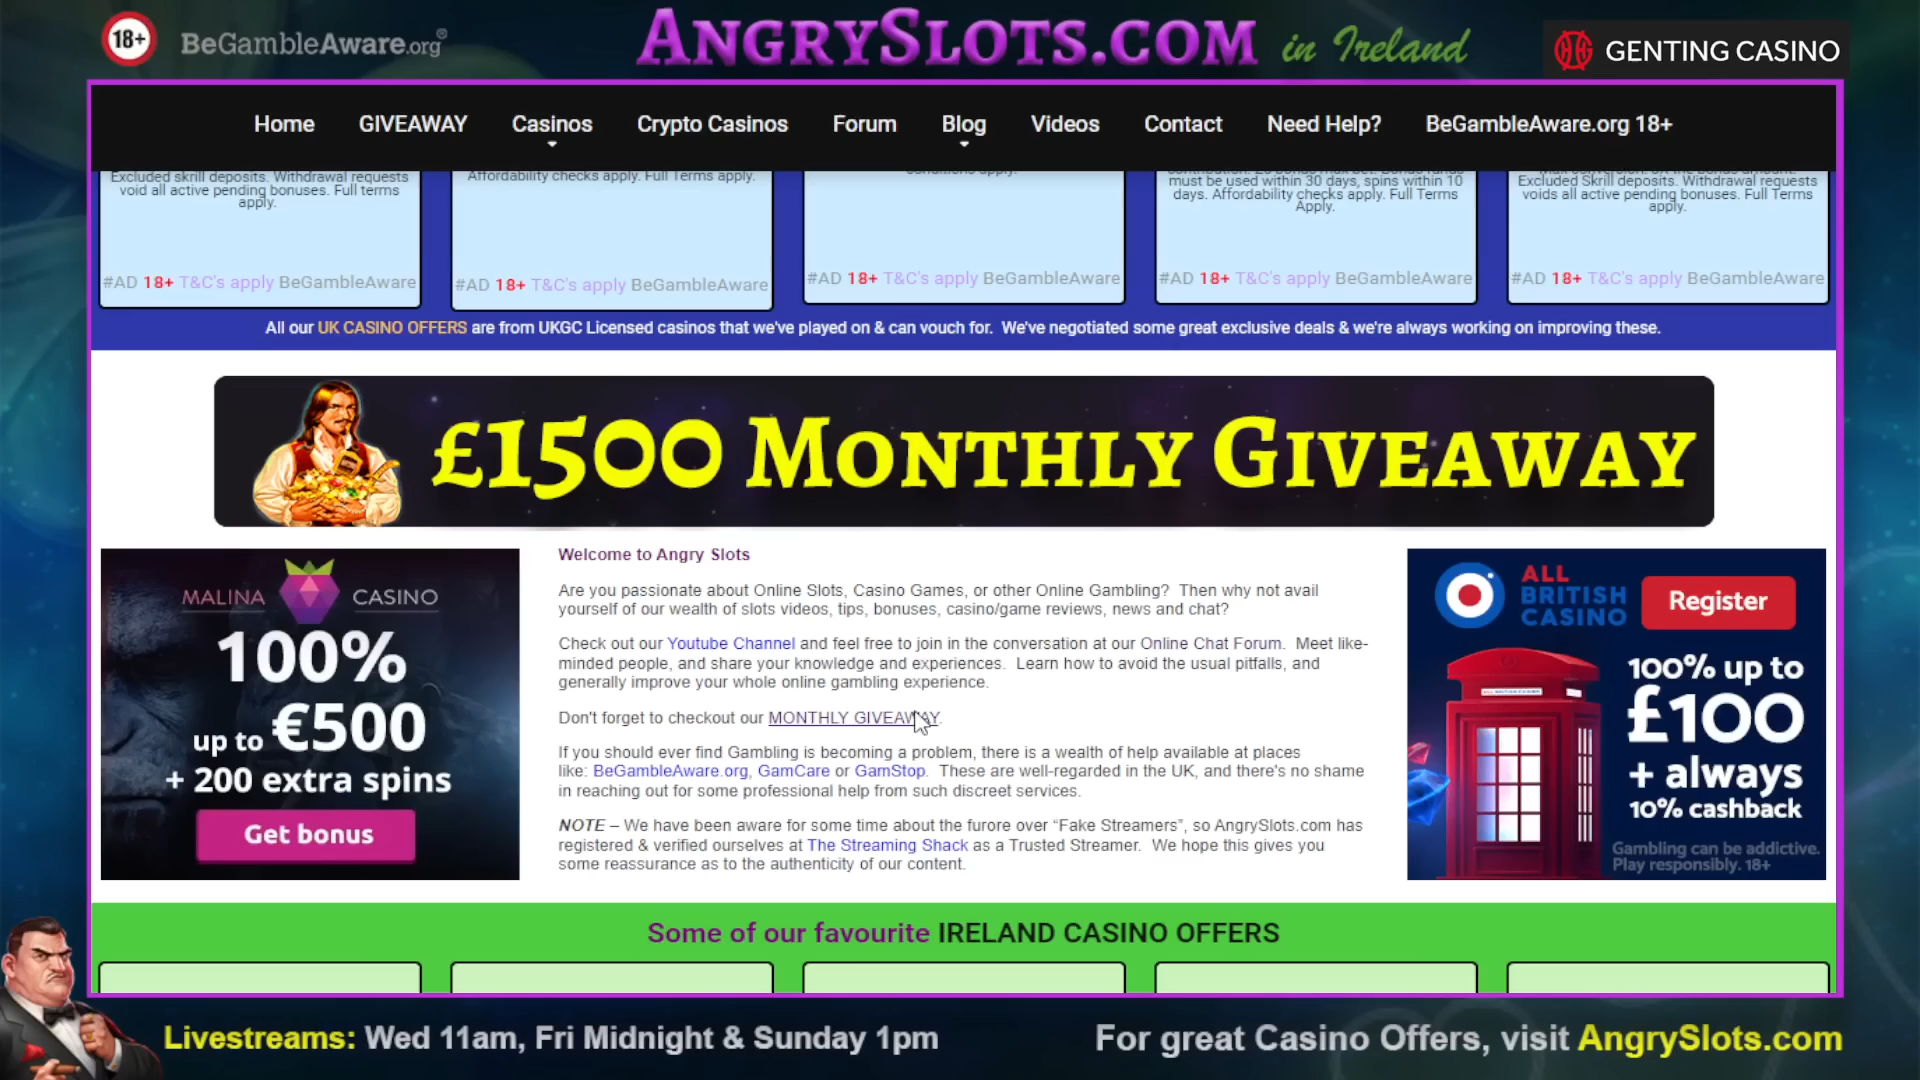 18+ BeGambleAware.org® AngrySlots.com in Ireland GENTING CASINO
Home GIVEAWAY Casinos Crypto Casinos Forum Blog Videos Contact Need Help? BeGambleAware.org 18+
Excluded skrill deposits. Withdrawal requests
void all active pending bonuses. Full terms
apply.
#AD 18+ T&C's apply BeGambleAware
Affordability checks apply. Full Terms apply.
#AD 18+ T&C's apply BeGambleAware
#AD 18+ T&C's apply BeGambleAware
must be used within 30 days, spins within 10
days. Affordability checks apply. Full Terms
Apply.
#AD 18+ T&C's apply BeGambleAware
Excluded Skrill deposits. Withdrawal requests
voids all active pending bonuses. Full terms
apply.
#AD 18+ T&C's apply BeGambleAware
All our UK CASINO OFFERS are from UKGC Licensed casinos that we've played on & can vouch for. We've negotiated some great exclusive deals & we're always working on improving these.
£1500 Monthly Giveaway
MALINA CASINO
100%
up to €500
+ 200 extra spins
Get bonus
Welcome to Angry Slots
Are you passionate about Online Slots, Casino Games, or other Online Gambling? Then why not avail
yourself of our wealth of slots videos, tips, bonuses, casino/game reviews, news and chat?
Check out our Youtube Channel and feel free to join in the conversation at our Online Chat Forum. Meet like-
minded people, and share your knowledge and experiences. Learn how to avoid the usual pitfalls, and
generally improve your whole online gambling experience.
Don't forget to checkout our MONTHLY GIVEAWAY.
If you should ever find Gambling is becoming a problem, there is a wealth of help available at places
like: BeGambleAware.org, GamCare or GamStop. These are well-regarded in the UK, and there's no shame
in reaching out for some professional help from such discreet services.
NOTE – We have been aware for some time about the furore over “Fake Streamers”, so AngrySlots.com has
registered & verified ourselves at The Streaming Shack as a Trusted Streamer. We hope this gives you
some reassurance as to the authenticity of our content.
ALL
BRITISH
CASINO
Register
100% up to
£100
+ always
10% cashback
Gambling can be addictive.
Play responsibly. 18+
Some of our favourite IRELAND CASINO OFFERS
Livestreams: Wed 11am, Fri Midnight & Sunday 1pm
For great Casino Offers, visit AngrySlots.com